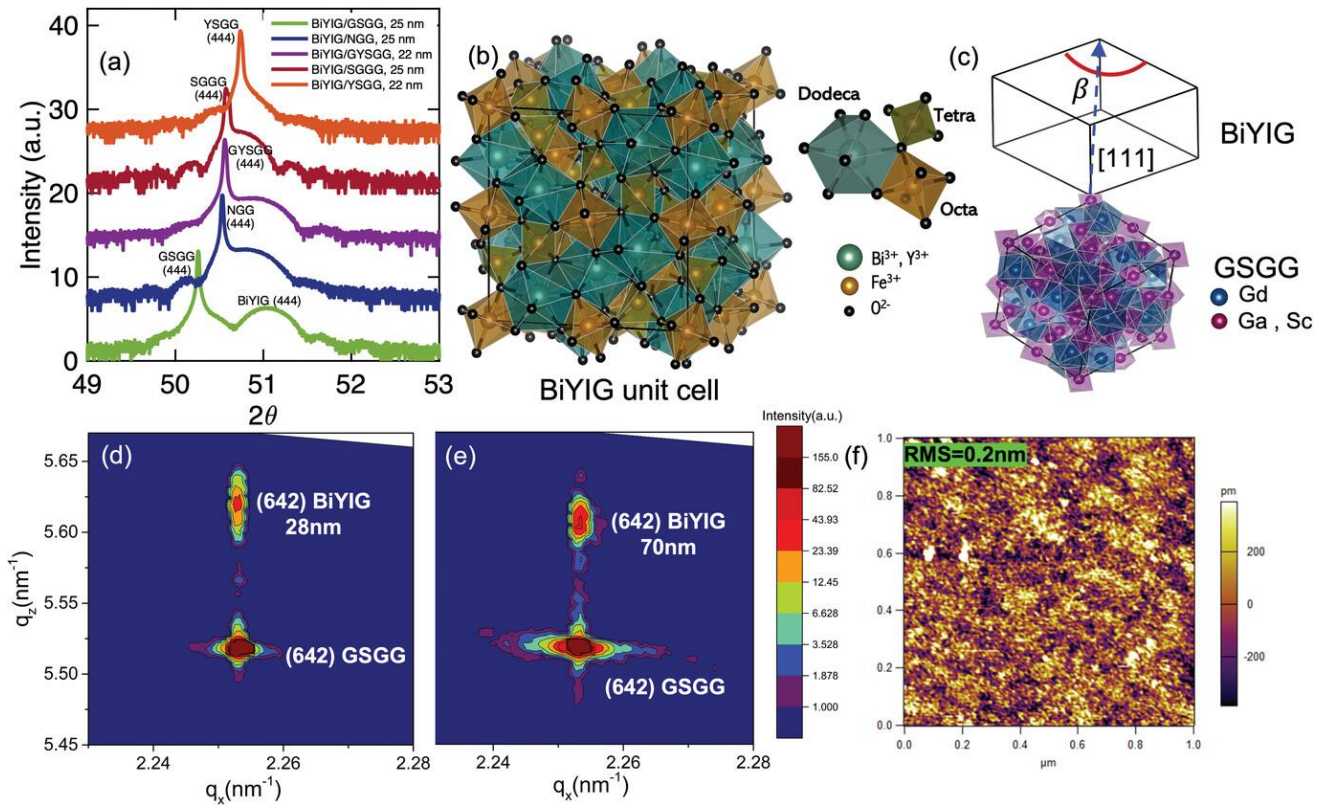 (a)
Intensity (a.u.)
40
30
20
10
0
49
50
51
52
53
2θ
BiYIG/GSGG, 25 nm
BiYIG/NGG, 25 nm
BiYIG/GYSGG, 22 nm
BiYIG/SGGG, 25 nm
BiYIG/YSGG, 22 nm
YSGG
(444)
SGGG
(444)
GYSGG
(444)
NGG
(444)
GSGG
(444)
BiYIG (444)
(b)
Dodeca
Tetra
Octa
Bi³⁺, Y³⁺
Fe³⁺
O²⁻
BiYIG unit cell
(c)
β
[111]
BiYIG
GSGG
Gd
Ga , Sc
(d)
5.65
5.60
5.55
5.50
5.45
qz(nm⁻¹)
(642) BiYIG
28nm
(642) GSGG
2.24
2.26
2.28
qx(nm⁻¹)
(e)
(642) BiYIG
70nm
(642) GSGG
2.24
2.26
2.28
qx(nm⁻¹)
Intensity(a.u.)
155.0
82.52
43.93
23.39
12.45
6.628
3.528
1.878
1.000
(f)
RMS=0.2nm
1.0
0.8
0.6
0.4
0.2
0.0
0.0
0.2
0.4
0.6
0.8
1.0
µm
pm
200
0
-200